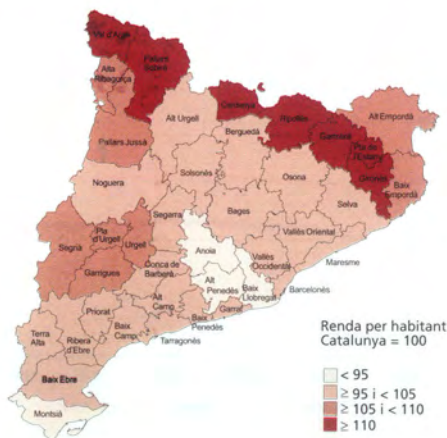 Val d'Aran
Pallars Sobirà
Alta Ribagorça
Cerdanya
Ripollès
Alt Empordà
Garrotxa
Pla de l'Estany
Gironès
Baix Empordà
Alt Urgell
Berguedà
Pallars Jussà
Solsonès
Osona
Noguera
Selva
Bages
Segarra
Vallès Oriental
Pla d'Urgell
Urgell
Segrià
Anoia
Maresme
Garrigues
Conca de Barberà
Vallès Occidental
Alt Penedès
Baix Llobregat
Barcelonès
Alt Camp
Garraf
Priorat
Baix Penedès
Terra Alta
Ribera d'Ebre
Baix Camp
Tarragonès
Baix Ebre
Montsià
Renda per habitant
Catalunya = 100
< 95
≥ 95 i < 105
≥ 105 i < 110
≥ 110